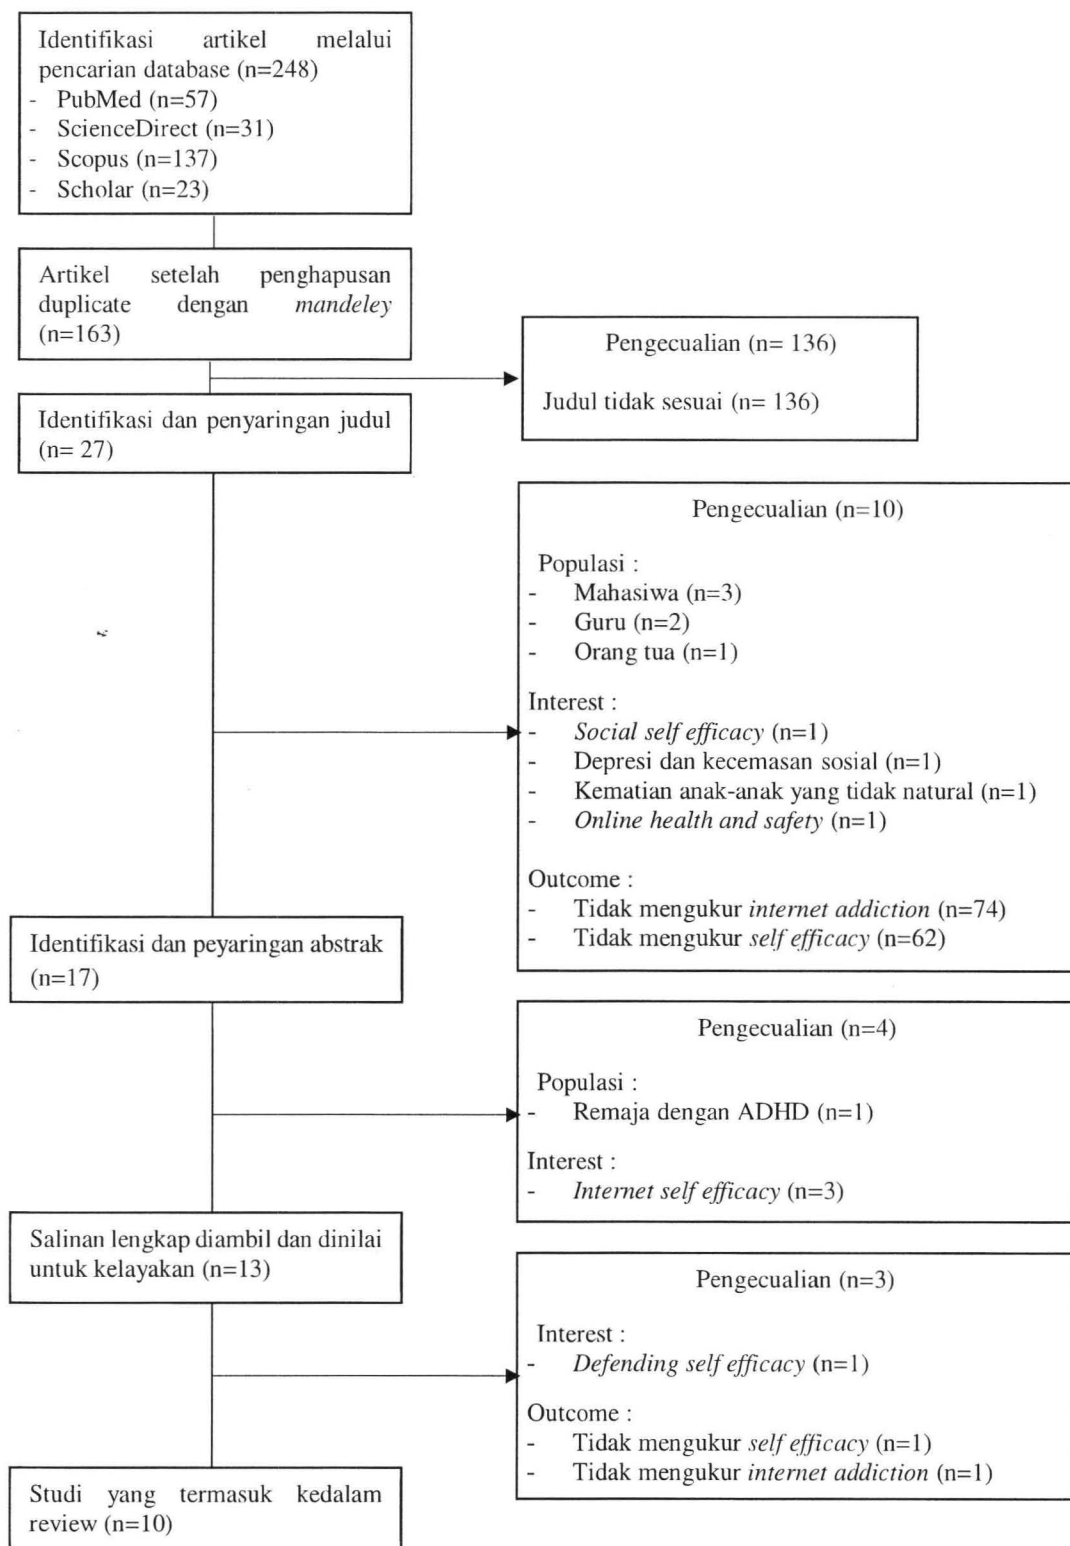 Identifikasi artikel melalui
pencarian database (n=248)
- PubMed (n=57)
- ScienceDirect (n=31)
- Scopus (n=137)
- Scholar (n=23)
Artikel setelah penghapusan
duplicate dengan mandeley
(n=163)
Pengecualian (n= 136)
Judul tidak sesuai (n= 136)
Identifikasi dan penyaringan judul
(n= 27)
Pengecualian (n=10)
Populasi :
- Mahasiwa (n=3)
- Guru (n=2)
- Orang tua (n=1)
Interest :
- Social self efficacy (n=1)
- Depresi dan kecemasan sosial (n=1)
- Kematian anak-anak yang tidak natural (n=1)
- Online health and safety (n=1)
Outcome :
- Tidak mengukur internet addiction (n=74)
- Tidak mengukur self efficacy (n=62)
Identifikasi dan peyaringan abstrak
(n=17)
Pengecualian (n=4)
Populasi :
- Remaja dengan ADHD (n=1)
Interest :
- Internet self efficacy (n=3)
Salinan lengkap diambil dan dinilai
untuk kelayakan (n=13)
Pengecualian (n=3)
Interest :
- Defending self efficacy (n=1)
Outcome :
- Tidak mengukur self efficacy (n=1)
- Tidak mengukur internet addiction (n=1)
Studi yang termasuk kedalam
review (n=10)